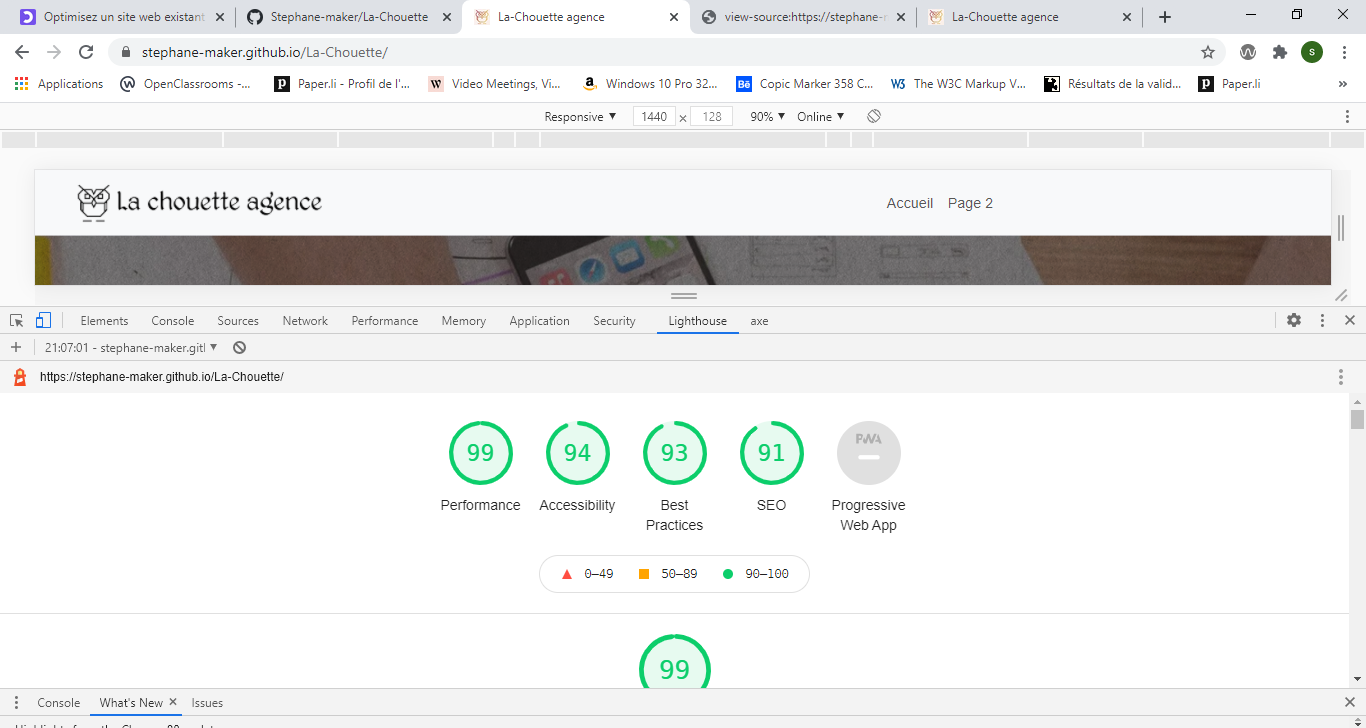 Optimisez un site web existant
Stephane-maker/La-Chouette
La-Chouette agence
view-source:https://stephane-m
La-Chouette agence
stephane-maker.github.io/La-Chouette/
s
Applications
OpenClassrooms -...
Paper.li - Profil de l'...
Video Meetings, Vi...
Windows 10 Pro 32...
Copic Marker 358 C...
The W3C Markup V...
Résultats de la valid...
Paper.li
Responsive
1440 × 128
90%
Online
La chouette agence
Accueil Page 2
Elements Console Sources Network Performance Memory Application Security Lighthouse axe
21:07:01 - stephane-maker.gitl
https://stephane-maker.github.io/La-Chouette/
99
Performance
94
Accessibility
93
Best
Practices
91
SEO
PWA
Progressive
Web App
0–49 50–89 90–100
99
Console What's New Issues